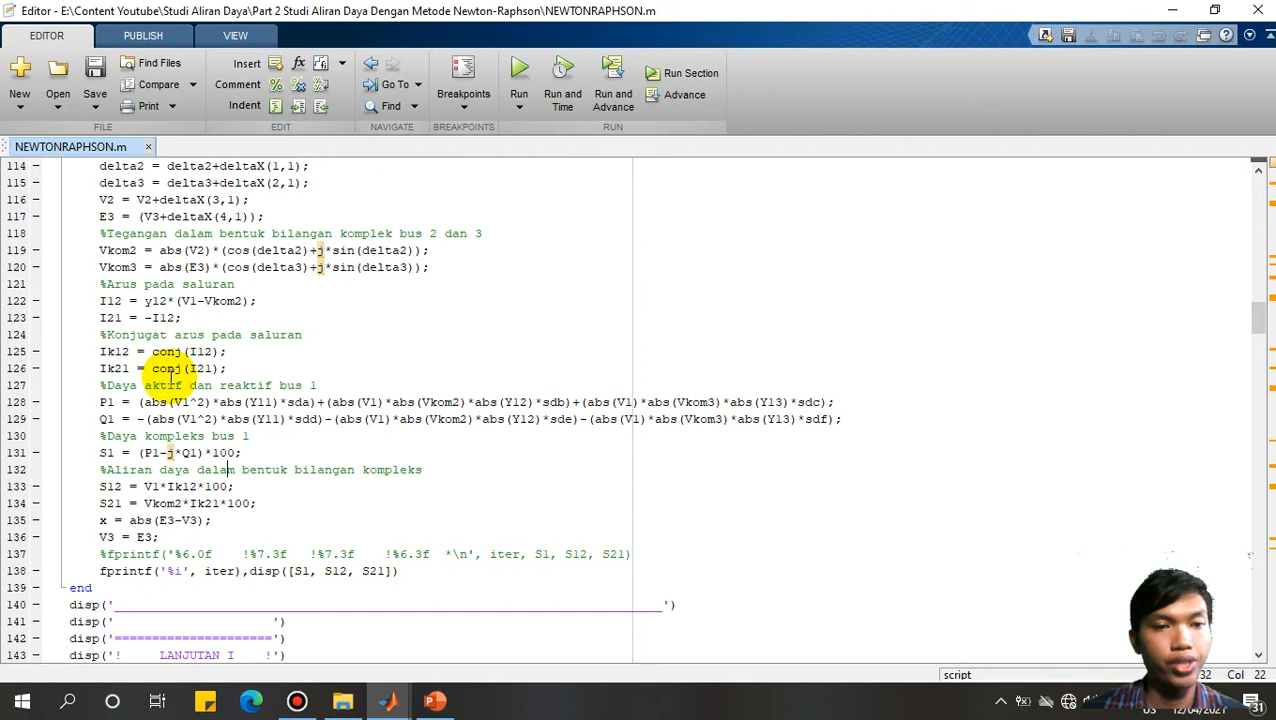 Editor - E:\Content Youtube\Studi Aliran Daya\Part 2 Studi Aliran Daya Dengan Metode Newton-Raphson\NEWTONRAPHSON.m
EDITOR PUBLISH VIEW
New Open Save Find Files Compare Print
Insert fx Comment Indent
Go To Find
Breakpoints
Run Run and Time Run and Advance Run Section Advance
FILE EDIT NAVIGATE BREAKPOINTS RUN
NEWTONRAPHSON.m
114 – delta2 = delta2+deltaX(1,1);
115 – delta3 = delta3+deltaX(2,1);
116 – V2 = V2+deltaX(3,1);
117 – E3 = (V3+deltaX(4,1));
118 – %Tegangan dalam bentuk bilangan komplek bus 2 dan 3
119 – Vkom2 = abs(V2)*(cos(delta2)+j*sin(delta2));
120 – Vkom3 = abs(E3)*(cos(delta3)+j*sin(delta3));
121 %Arus pada saluran
122 – I12 = y12*(V1-Vkom2);
123 – I21 = -I12;
124 %Konjugat arus pada saluran
125 – Ik12 = conj(I12);
126 – Ik21 = conj(I21);
127 %Daya aktif dan reaktif bus 1
128 – P1 = (abs(V1^2)*abs(Y11)*sda)+(abs(V1)*abs(Vkom2)*abs(Y12)*sdb)+(abs(V1)*abs(Vkom3)*abs(Y13)*sdc);
129 – Q1 = -(abs(V1^2)*abs(Y11)*sdd)-(abs(V1)*abs(Vkom2)*abs(Y12)*sde)-(abs(V1)*abs(Vkom3)*abs(Y13)*sdf);
130 %Daya kompleks bus 1
131 – S1 = (P1-j*Q1)*100;
132 %Aliran daya dalam bentuk bilangan kompleks
133 – S12 = V1*Ik12*100;
134 – S21 = Vkom2*Ik21*100;
135 – x = abs(E3-V3);
136 – V3 = E3;
137 %fprintf('%6.0f !%7.3f !%7.3f !%6.3f *\n', iter, S1, S12, S21)
138 – fprintf('%i', iter),disp([S1, S12, S21])
139 – end
140 – disp('_________________________________________________________________________')
141 – disp(' ')
142 – disp('=====================')
143 – disp('! LANJUTAN I !')
script Col 22
12/04/2021
31